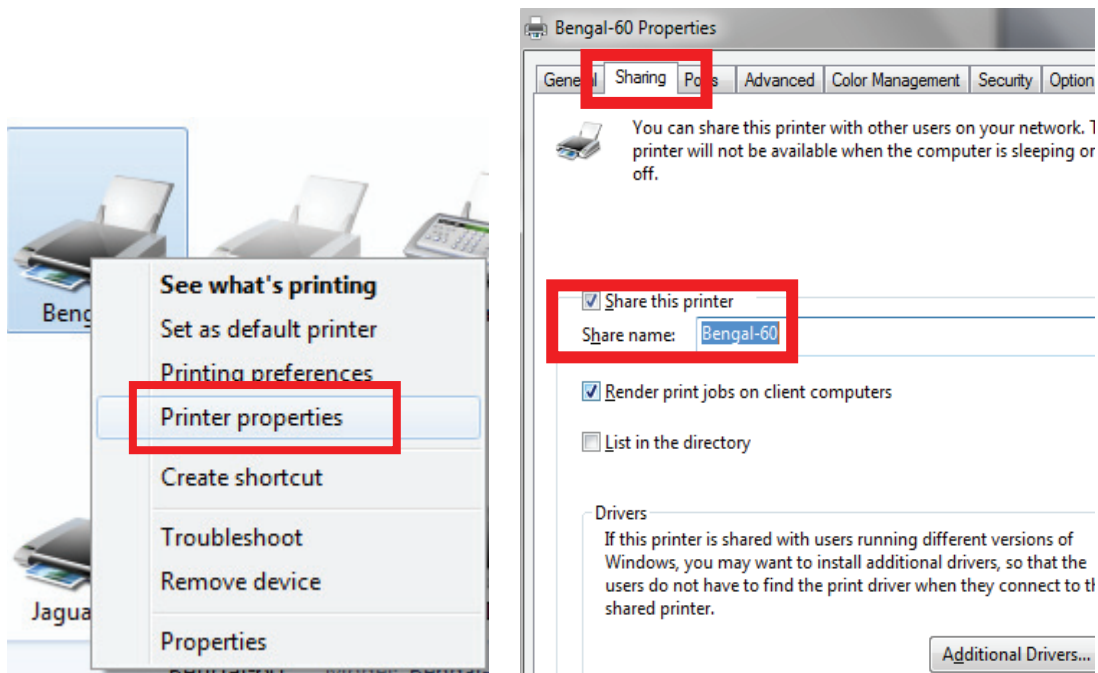 Beng
See what's printing
Set as default printer
Printing preferences
Printer properties
Create shortcut
Troubleshoot
Remove device
Properties
Jagua
Bengal-60 Properties
General Sharing Ports Advanced Color Management Security Option
You can share this printer with other users on your network. T
printer will not be available when the computer is sleeping or
off.
Share this printer
Share name: Bengal-60
Render print jobs on client computers
List in the directory
Drivers
If this printer is shared with users running different versions of
Windows, you may want to install additional drivers, so that the
users do not have to find the print driver when they connect to th
shared printer.
Additional Drivers...